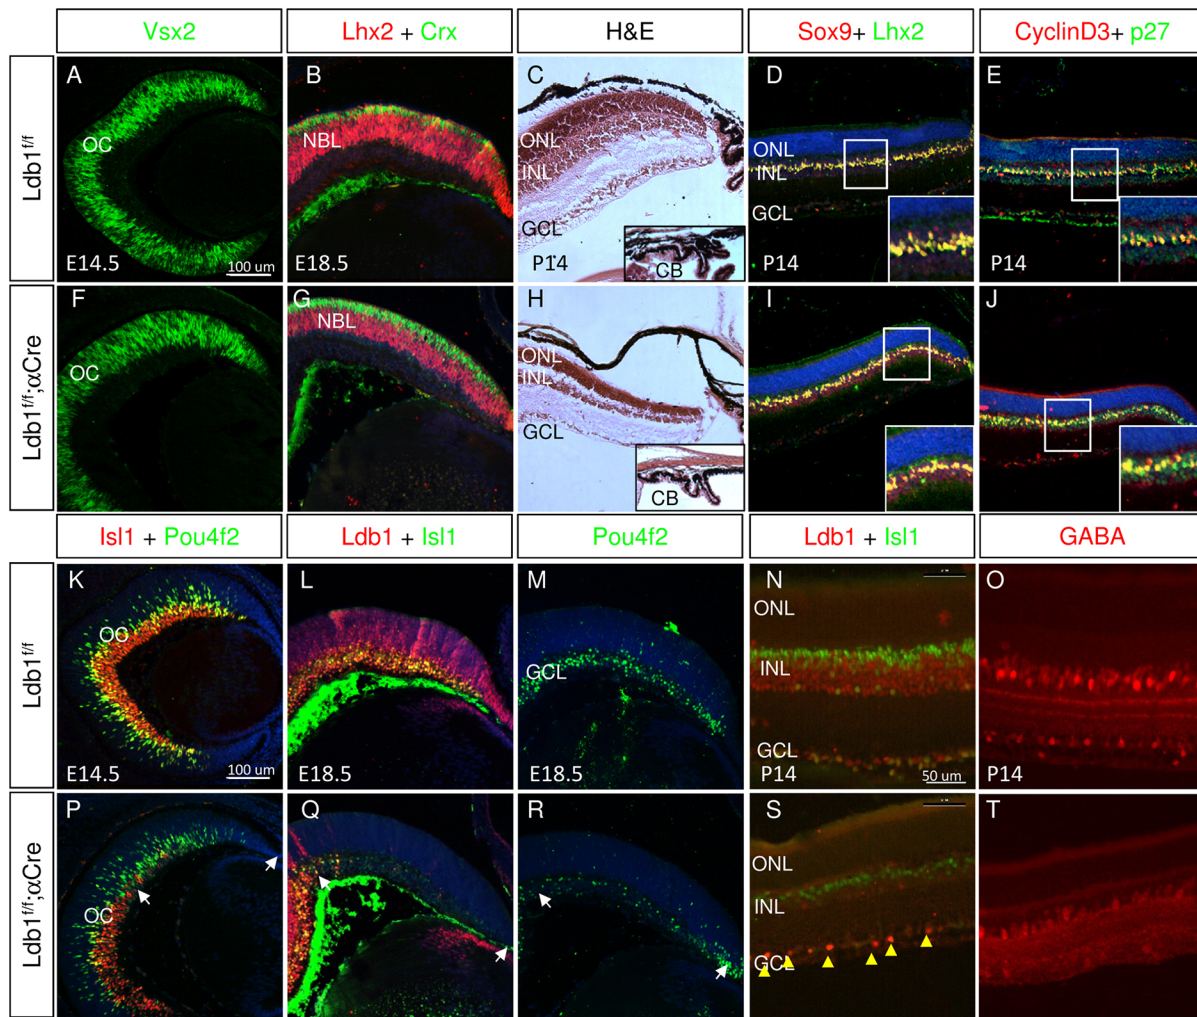 Vsx2
Lhx2 + Crx
H&E
Sox9+ Lhx2
CyclinD3+ p27
Ldb1f/f
A
OC
E14.5
100 um
B
NBL
E18.5
C
ONL
INL
GCL
P14
CB
D
ONL
INL
GCL
P14
E
P14
Ldb1f/f;αCre
F
OC
G
NBL
H
ONL
INL
GCL
CB
I
J
Isl1 + Pou4f2
Ldb1 + Isl1
Pou4f2
Ldb1 + Isl1
GABA
Ldb1f/f
K
OC
E14.5
100 um
L
E18.5
M
GCL
E18.5
N
ONL
INL
GCL
P14
50 um
O
P14
Ldb1f/f;αCre
P
OC
Q
R
S
ONL
INL
GCL
T